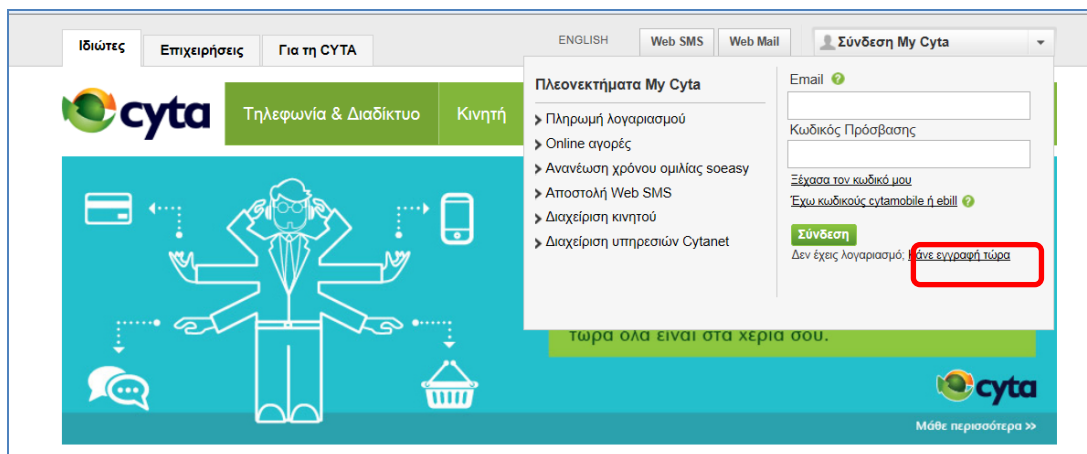 Ιδιώτες
Επιχειρήσεις
Για τη CYTA
ENGLISH
Web SMS
Web Mail
Σύνδεση My Cyta
cyta
Τηλεφωνία & Διαδίκτυο
Κινητή
Πλεονεκτήματα My Cyta
Πληρωμή λογαριασμού
Online αγορές
Ανανέωση χρόνου ομιλίας soeasy
Αποστολή Web SMS
Διαχείριση κινητού
Διαχείριση υπηρεσιών Cytanet
Email
Κωδικός Πρόσβασης
Ξέχασα τον κωδικό μου
Έχω κωδικούς cytamobile ή ebill
Σύνδεση
Δεν έχεις λογαριασμό; Κάνε εγγραφή τώρα
τώρα όλα είναι στα χέρια σου.
cyta
Μάθε περισσότερα »